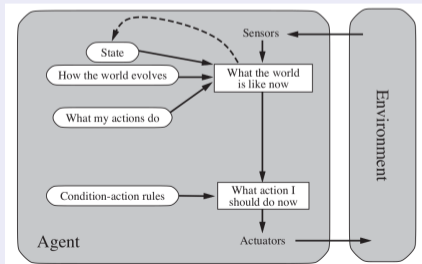 Sensors
State
How the world evolves
What the world
is like now
What my actions do
Environment
Condition-action rules
What action I
should do now
Agent
Actuators